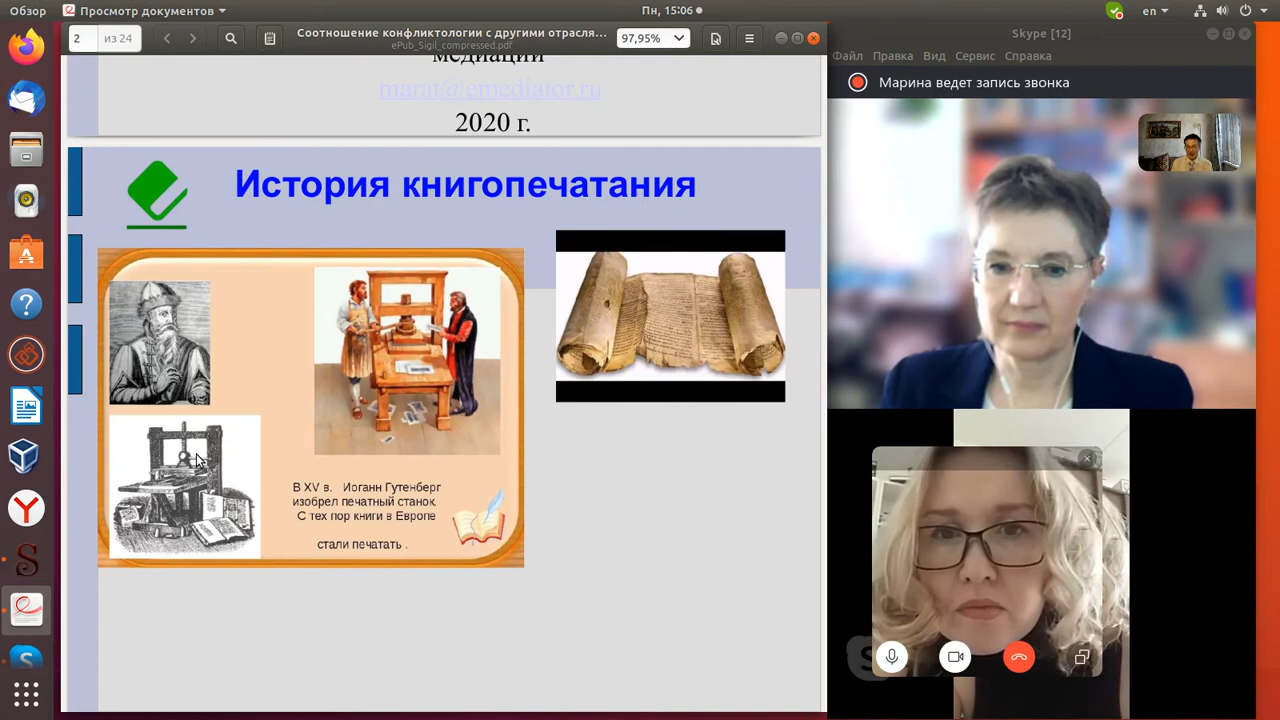 Обзор
Просмотр документов
Пн, 15:06
en
2
из 24
Соотношение конфликтологии с другими отрасля...
ePub_Sigil_compressed.pdf
97,95%
медиации
marat@emediator.ru
2020 г.
История книгопечатания
В XV в. Иоганн Гутенберг
изобрел печатный станок.
С тех пор книги в Европе
стали печатать .
Skype [12]
Файл Правка Вид Сервис Справка
Марина ведет запись звонка